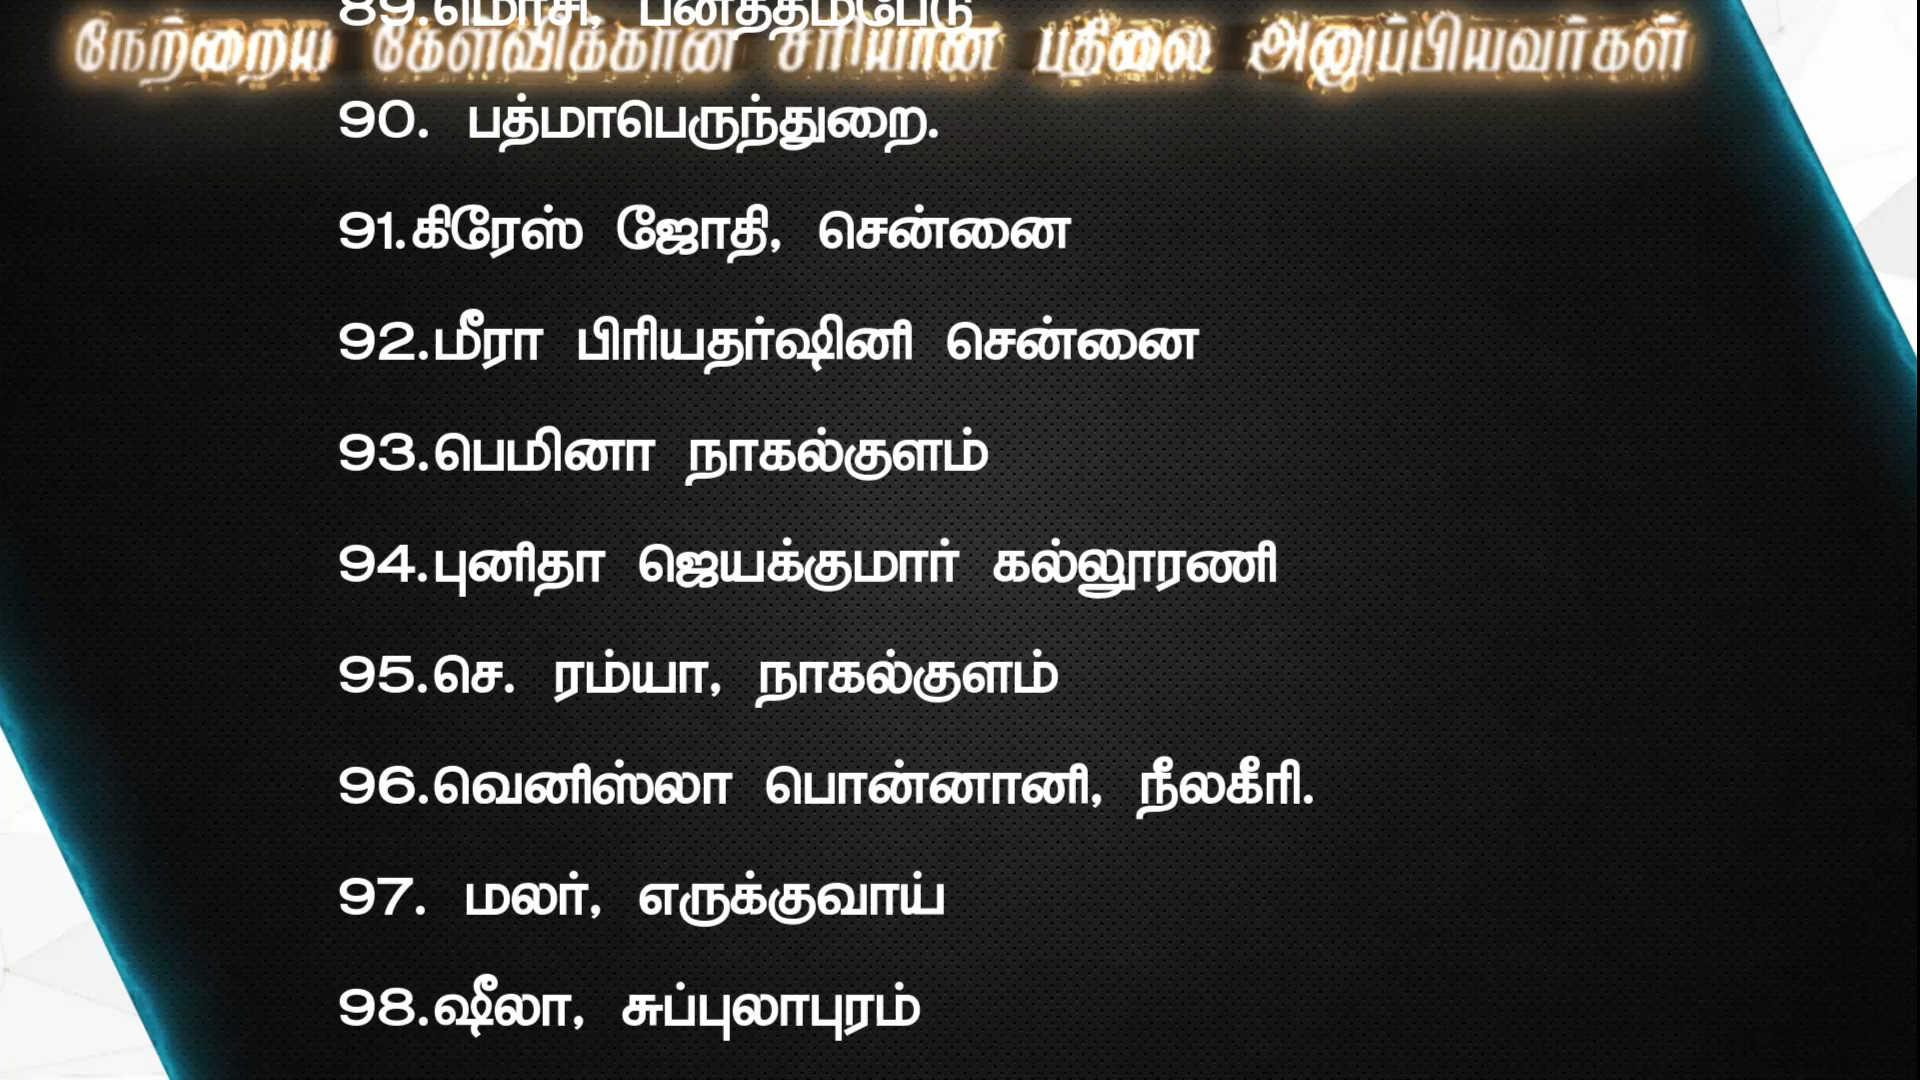 நேற்றைய கேள்விக்கான சரியான பதிலை அனுப்பியவர்கள்
90. பத்மாபெருந்துறை.
91.கிரேஸ் ஜோதி, சென்னை
92.மீரா பிரியதர்ஷினி சென்னை
93.பெமினா நாகல்குளம்
94.புனிதா ஜெயக்குமார் கல்லூரணி
95.செ. ரம்யா, நாகல்குளம்
96.வெனிஸ்லா பொன்னானி, நீலகீரி.
97. மலர், எருக்குவாய்
98.ஷீலா, சுப்புலாபுரம்